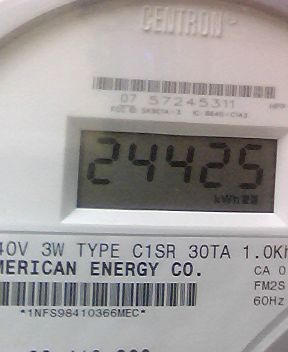 CENTRON
07 57245311
24425
kWh
40V 3W TYPE C1SR 30TA 1.0Kh
MERICAN ENERGY CO.
CA 0
FM2S
60Hz
*1NFS98410366MEC*